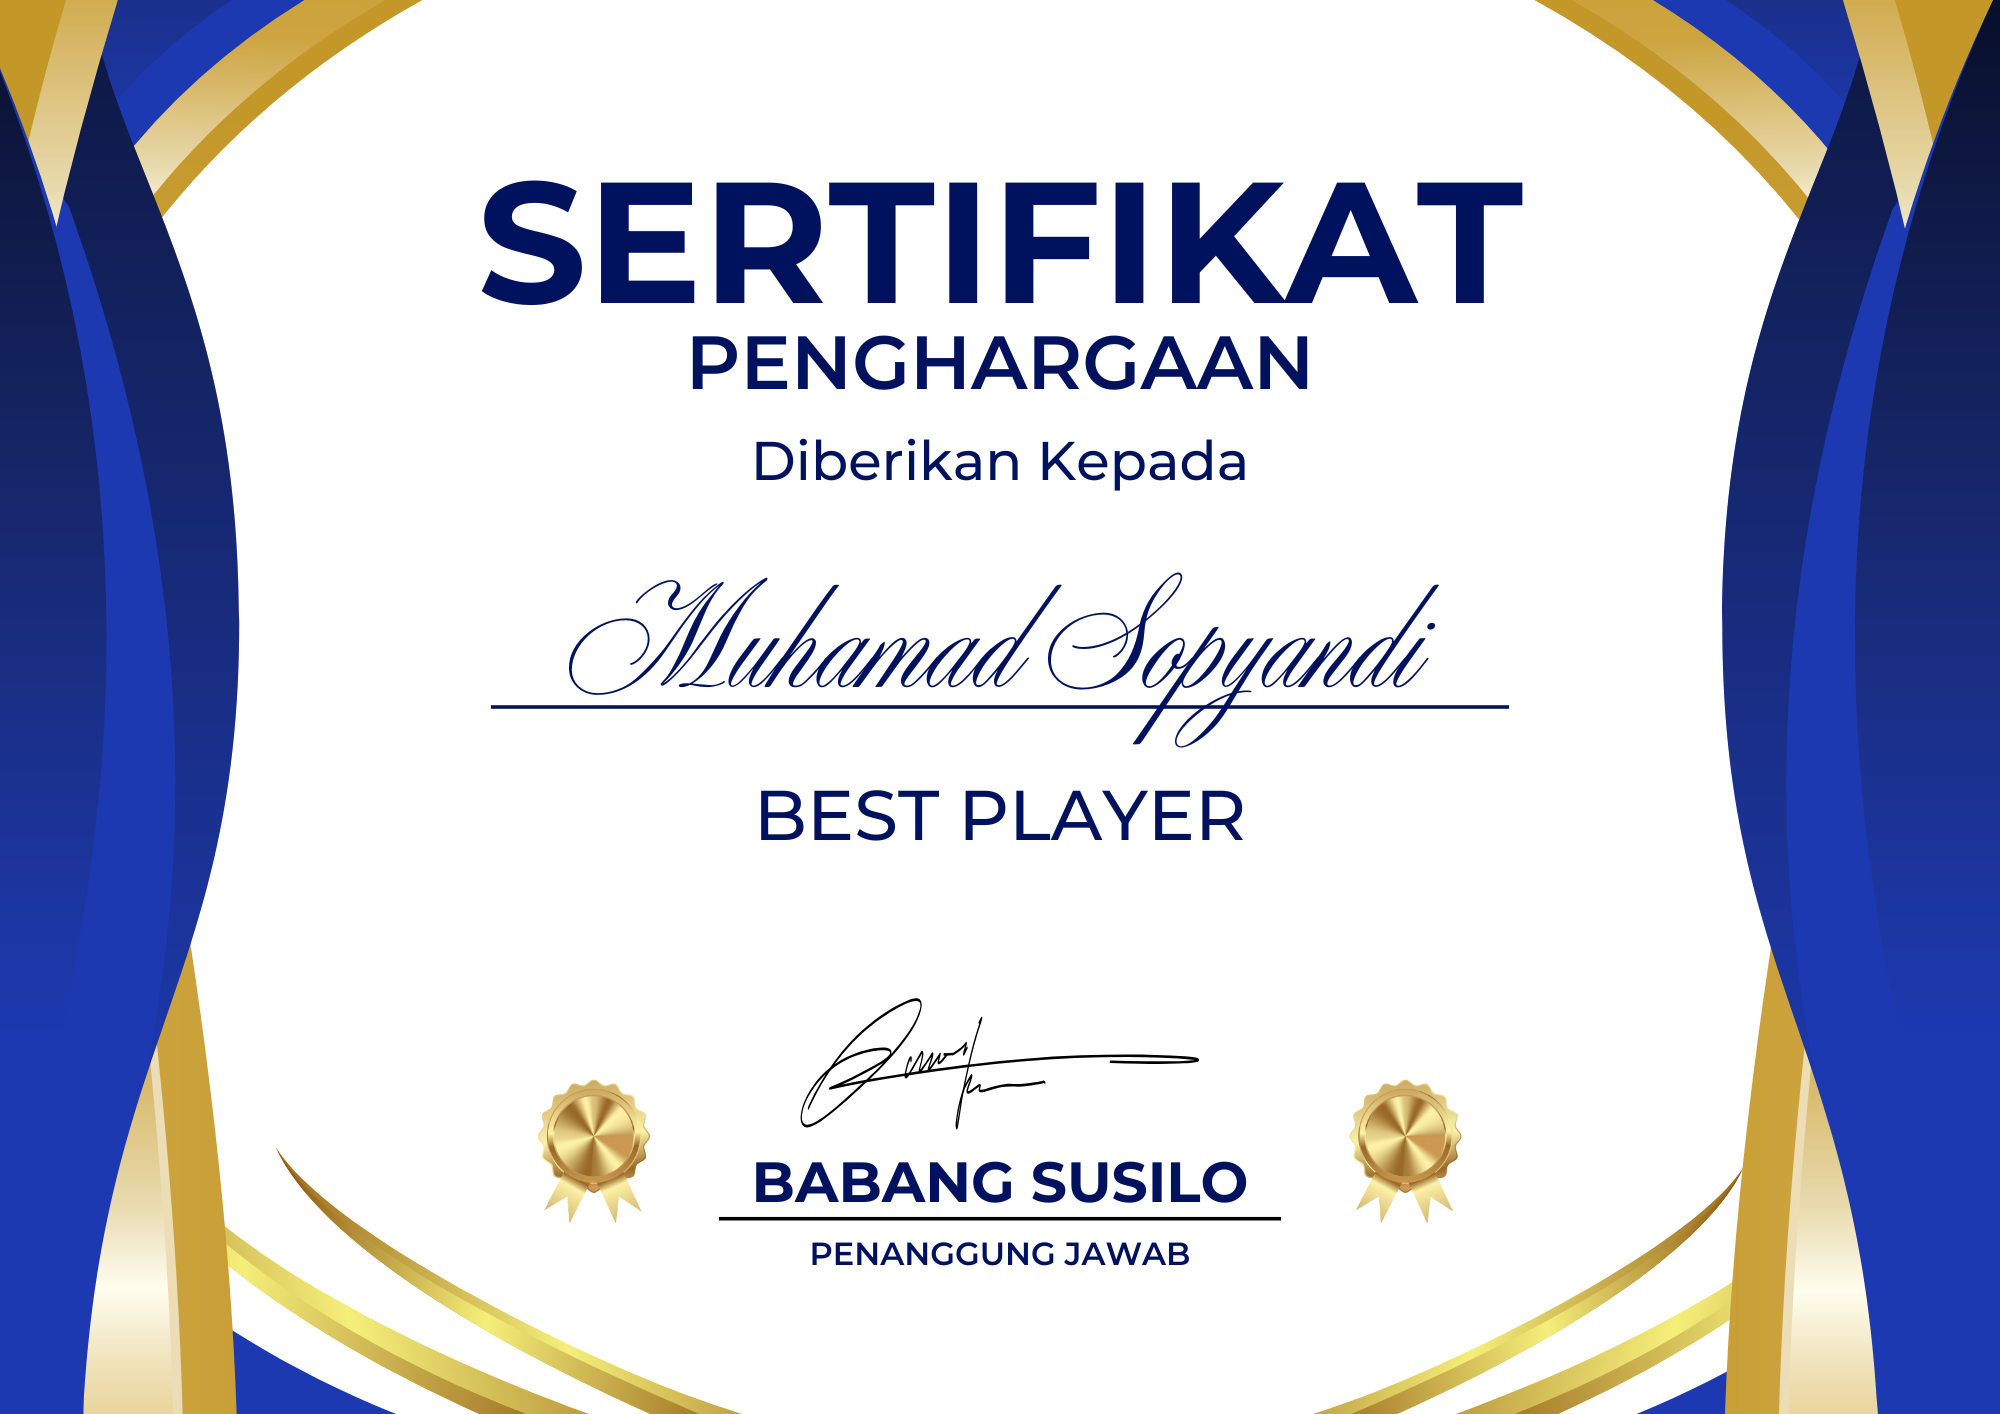 SERTIFIKAT
PENGHARGAAN
Diberikan Kepada
Muhamad Sopyandi
BEST PLAYER
BABANG SUSILO
PENANGGUNG JAWAB